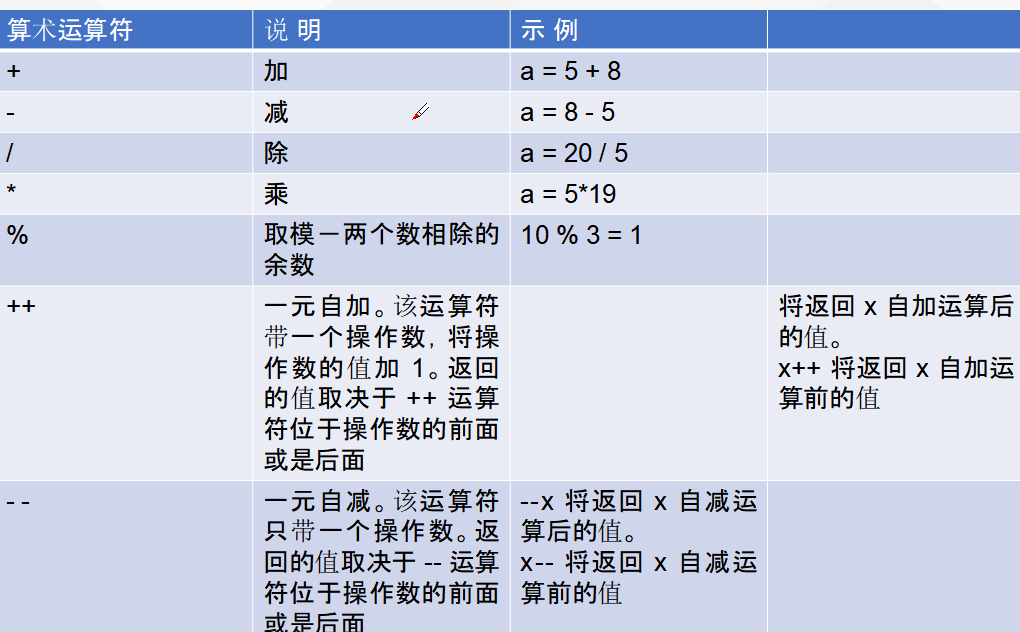 算术运算符 说 明 示 例
+ 加 a = 5 + 8
- 减 a = 8 - 5
/ 除 a = 20 / 5
* 乘 a = 5*19
% 取模－两个数相除的 10 % 3 = 1
余数
++ 一元自加。该运算符 将返回 x 自加运算后
带一个操作数, 将操 的值。
作数的值加 1。返回 x++ 将返回 x 自加运
的值取决于 ++ 运算 算前的值
符位于操作数的前面
或是后面
- - 一元自减。该运算符 --x 将返回 x 自减运
只带一个操作数。返 算后的值。
回的值取决于 -- 运算 x-- 将返回 x 自减运
符位于操作数的前面 算前的值
或是后面